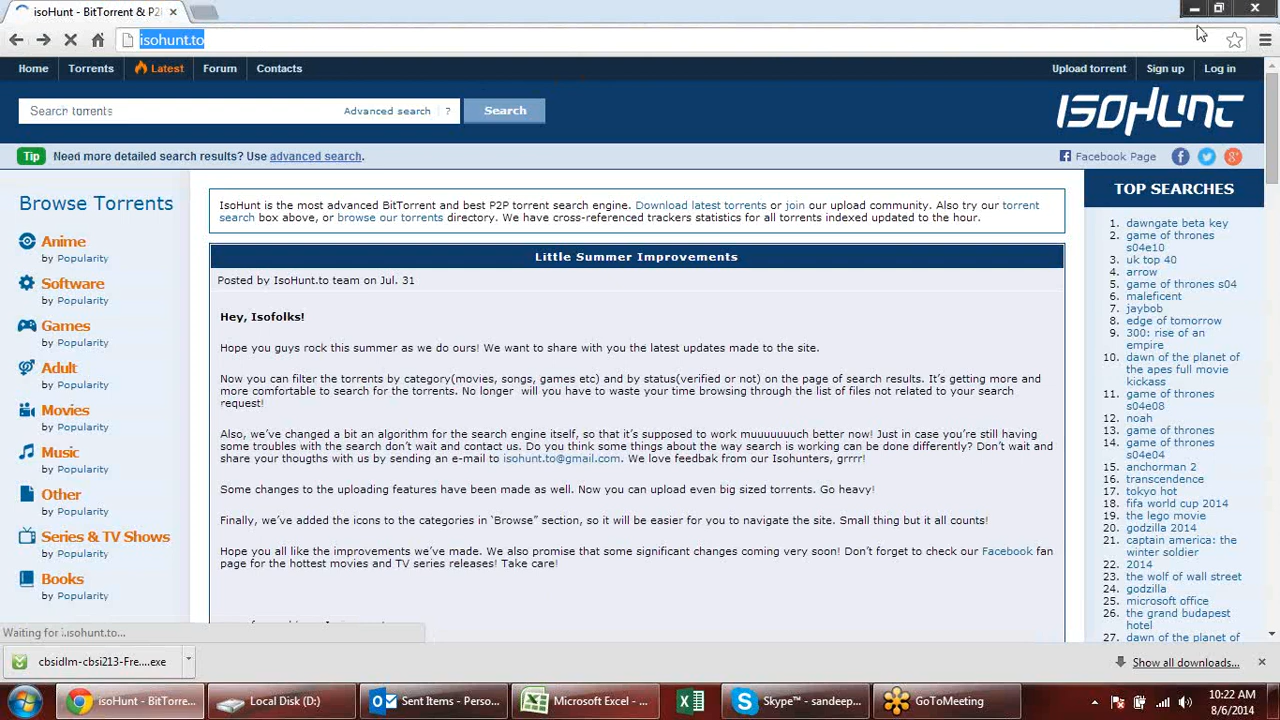 isoHunt - BitTorrent & P2P
isohunt.to
Home Torrents Latest Forum Contacts Upload torrent Sign up Log in
Search torrents Advanced search ? Search
ISOHUNT
Tip Need more detailed search results? Use advanced search. Facebook Page
Browse Torrents
Anime
by Popularity
Software
by Popularity
Games
by Popularity
Adult
by Popularity
Movies
by Popularity
Music
by Popularity
Other
by Popularity
Series & TV Shows
by Popularity
Books
by Popularity
IsoHunt is the most advanced BitTorrent and best P2P torrent search engine. Download latest torrents or join our upload community. Also try our torrent
search box above, or browse our torrents directory. We have cross-referenced trackers statistics for all torrents indexed updated to the hour.
Little Summer Improvements
Posted by IsoHunt.to team on Jul. 31
Hey, Isofolks!
Hope you guys rock this summer as we do ours! We want to share with you the latest updates made to the site.
Now you can filter the torrents by category(movies, songs, games etc) and by status(verified or not) on the page of search results. It's getting more and
more comfortable to search for the torrents. No longer will you have to waste your time browsing through the list of files not related to your search
request!
Also, we've changed a bit an algorithm for the search engine itself, so that it's supposed to work muuuuuuch better now! Just in case you're still having
some troubles with the search don't wait and contact us. Do you think some things about the way search is working can be done differently? Don't wait and
share your thougths with us by sending an e-mail to isohunt.to@gmail.com. We love feedbak from our Isohunters, grrrr!
Some changes to the uploading features have been made as well. Now you can upload even big sized torrents. Go heavy!
Finally, we've added the icons to the categories in 'Browse" section, so it will be easier for you to navigate the site. Small thing but it all counts!
Hope you all like the improvements we've made. We also promise that some significant changes coming very soon! Don't forget to check our Facebook fan
page for the hottest movies and TV series releases! Take care!
TOP SEARCHES
1. dawngate beta key
2. game of thrones
s04e10
3. uk top 40
4. arrow
5. game of thrones s04
6. maleficent
7. jaybob
8. edge of tomorrow
9. 300: rise of an
empire
10. dawn of the planet of
the apes full movie
kickass
11. game of thrones
s04e08
12. noah
13. game of thrones
14. game of thrones
s04e04
15. anchorman 2
16. transcendence
17. tokyo hot
18. fifa world cup 2014
19. the lego movie
20. godzilla 2014
21. captain america: the
winter soldier
22. 2014
23. the wolf of wall street
24. godzilla
25. microsoft office
26. the grand budapest
hotel
27. dawn of the planet of
Waiting for i.isohunt.to...
cbsidlm-cbsi213-Fre....exe Show all downloads...
isoHunt - BitTorre... Local Disk (D:) Sent Items - Perso... Microsoft Excel - ... Skype™ - sandeep... GoToMeeting
10:22 AM
8/6/2014